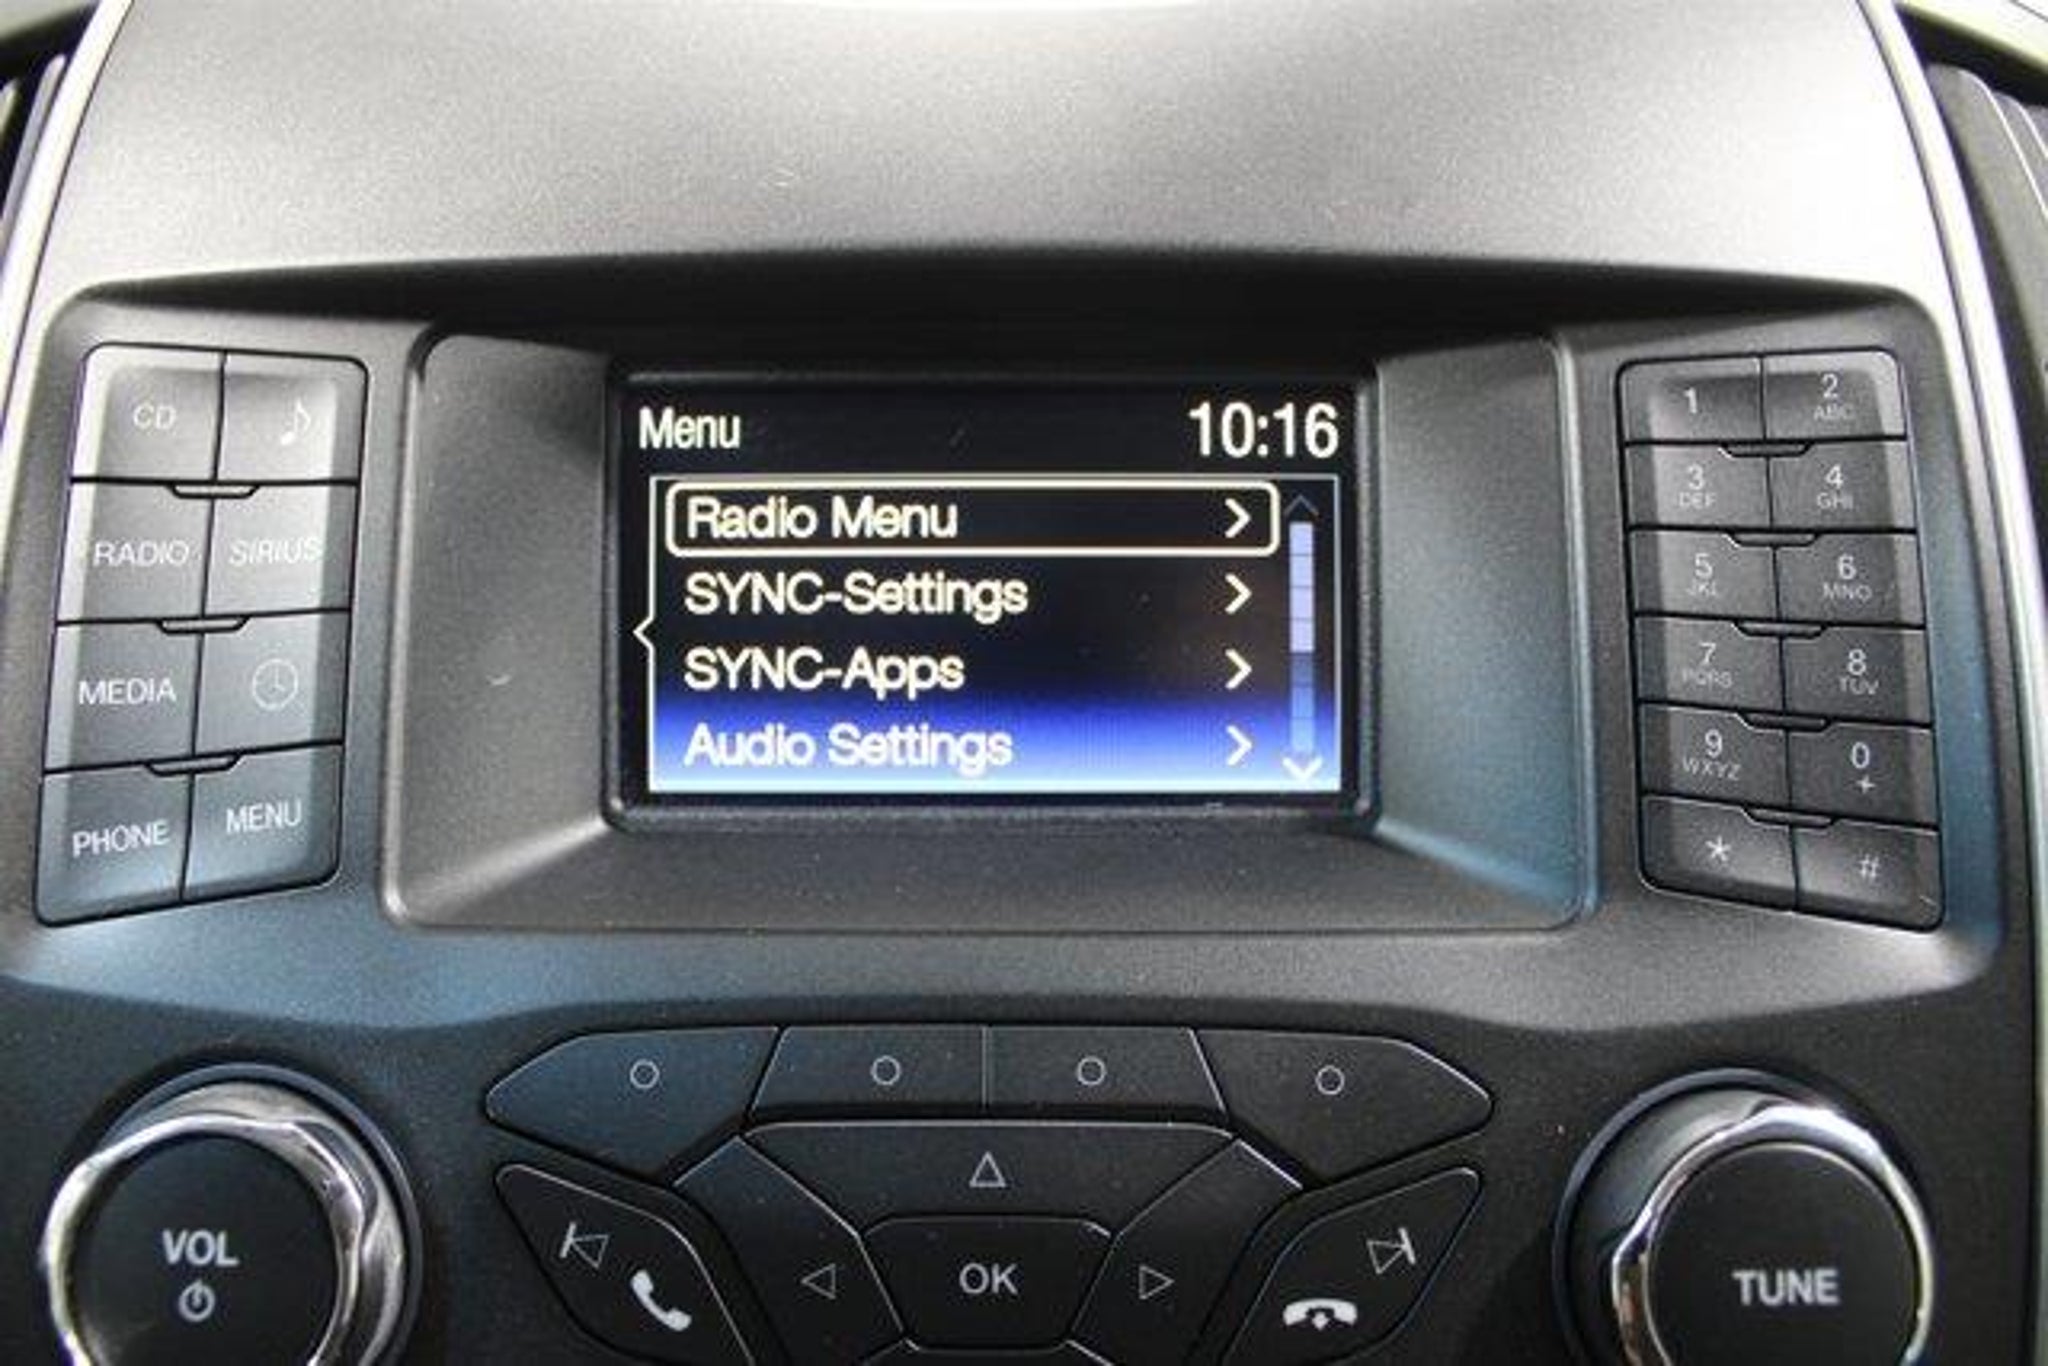 Menu 10:16
Radio Menu
SYNC-Settings
SYNC-Apps
Audio Settings
CD
RADIO SIRIUS
MEDIA
PHONE MENU
1 2 ABC
3 DEF 4 GHI
5 JKL 6 MNO
7 PQRS 8 TUV
9 WXYZ 0 +
* #
VOL
OK
TUNE